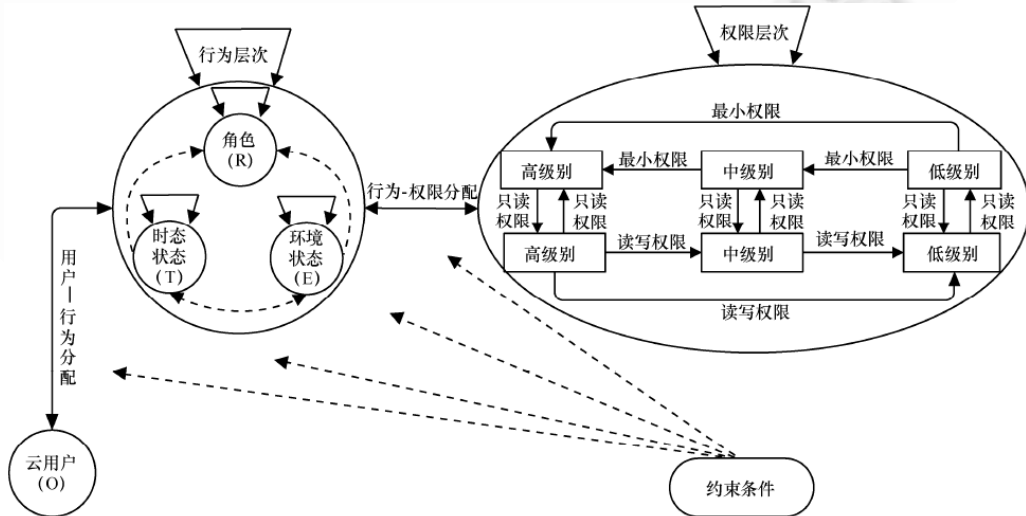 行为层次
权限层次
角色
(R)
时态
状态
(T)
环境
状态
(E)
行为-权限分配
用户—行为分配
云用户
(O)
最小权限
高级别
最小权限
中级别
最小权限
低级别
只读
权限
只读
权限
只读
权限
只读
权限
只读
权限
只读
权限
高级别
读写权限
中级别
读写权限
低级别
读写权限
约束条件